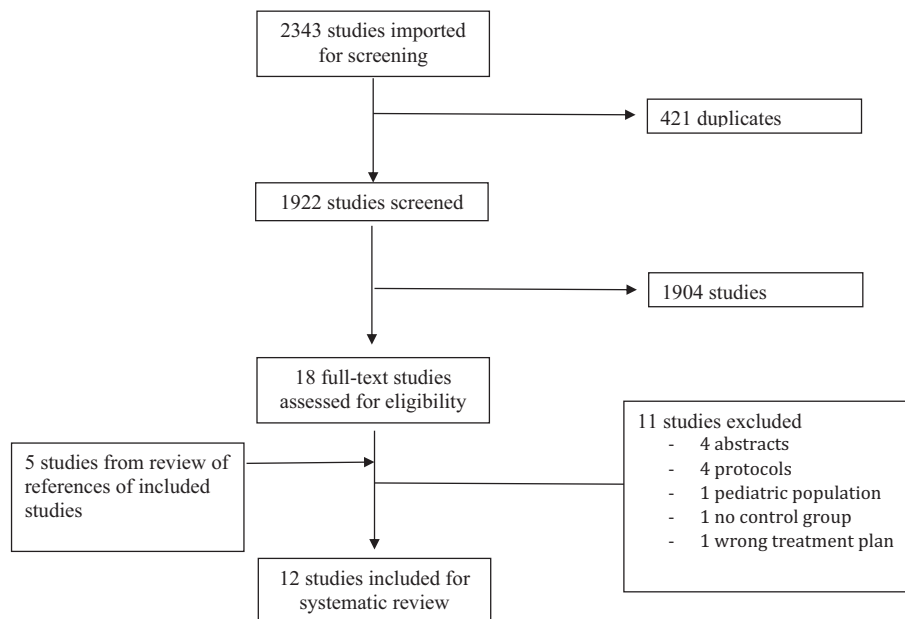 2343 studies imported
for screening
421 duplicates
1922 studies screened
1904 studies
18 full-text studies
assessed for eligibility
5 studies from review of
references of included
studies
11 studies excluded
- 4 abstracts
- 4 protocols
- 1 pediatric population
- 1 no control group
- 1 wrong treatment plan
12 studies included for
systematic review